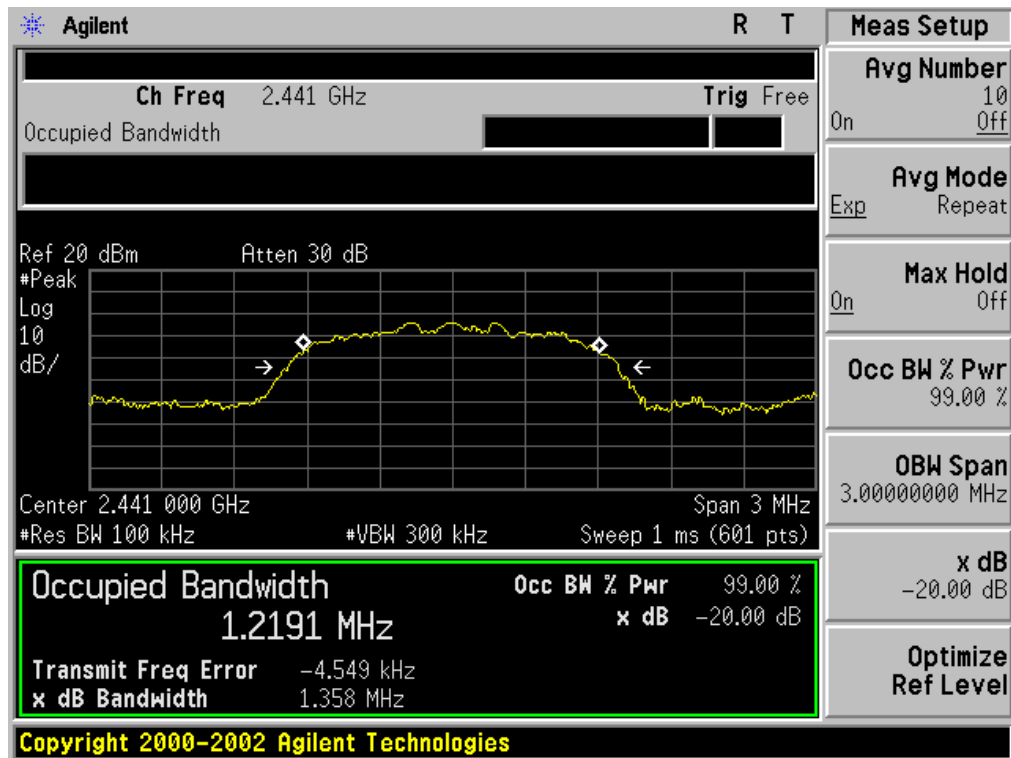 Agilent R T
Ch Freq 2.441 GHz Trig Free
Occupied Bandwidth
Ref 20 dBm Atten 30 dB
#Peak
Log
10
dB/
Center 2.441 000 GHz Span 3 MHz
#Res BW 100 kHz #VBW 300 kHz Sweep 1 ms (601 pts)
Occupied Bandwidth
1.2191 MHz
Occ BW % Pwr 99.00 %
x dB -20.00 dB
Transmit Freq Error -4.549 kHz
x dB Bandwidth 1.358 MHz
Copyright 2000-2002 Agilent Technologies
Meas Setup
Avg Number
10
On Off
Avg Mode
Exp Repeat
Max Hold
On Off
Occ BW % Pwr
99.00 %
OBW Span
3.00000000 MHz
x dB
-20.00 dB
Optimize
Ref Level